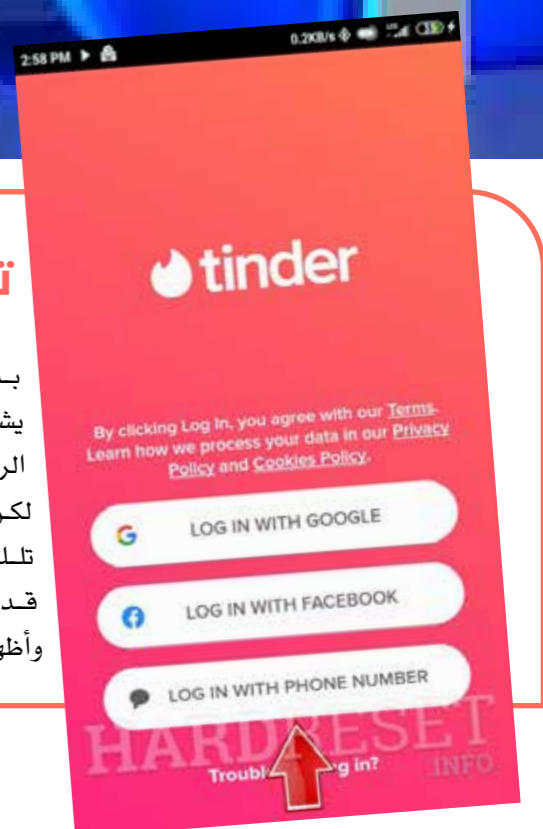 2:58 PM
0.2KB/s
tinder
By clicking Log In, you agree with our Terms.
Learn how we process your data in our Privacy
Policy and Cookies Policy.
LOG IN WITH GOOGLE
LOG IN WITH FACEBOOK
LOG IN WITH PHONE NUMBER
HARDRESET
.INFO
in?